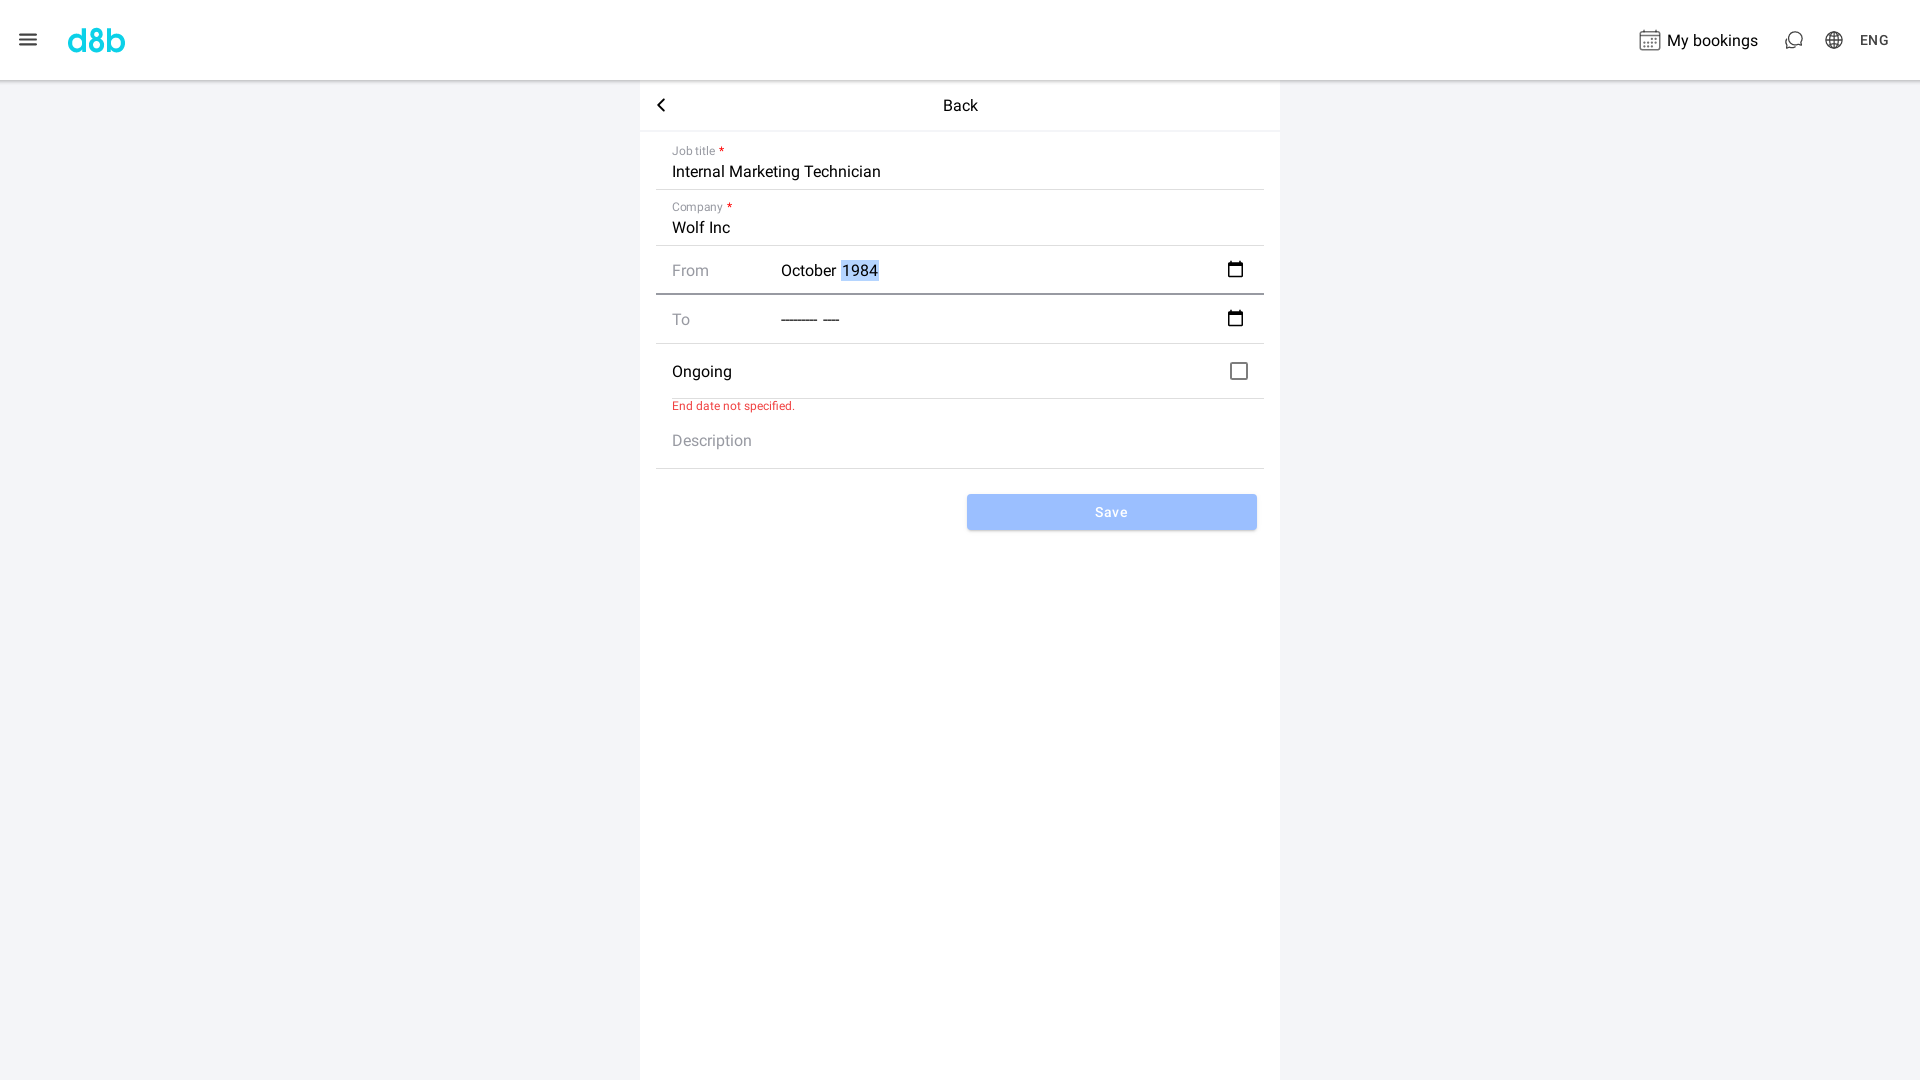 d8b
My bookings
ENG
Back
Job title *
Internal Marketing Technician
Company *
Wolf Inc
From October 1984
To --------- ----
Ongoing
End date not specified.
Description
Save